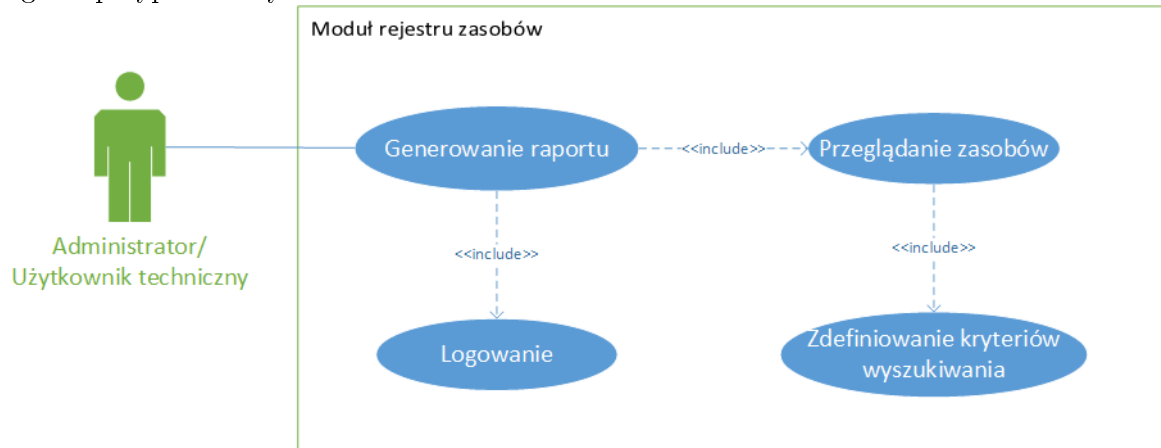 Moduł rejestru zasobów
Generowanie raportu
<<include>>
Przeglądanie zasobów
<<include>>
<<include>>
Administrator/
Użytkownik techniczny
Logowanie
Zdefiniowanie kryteriów
wyszukiwania